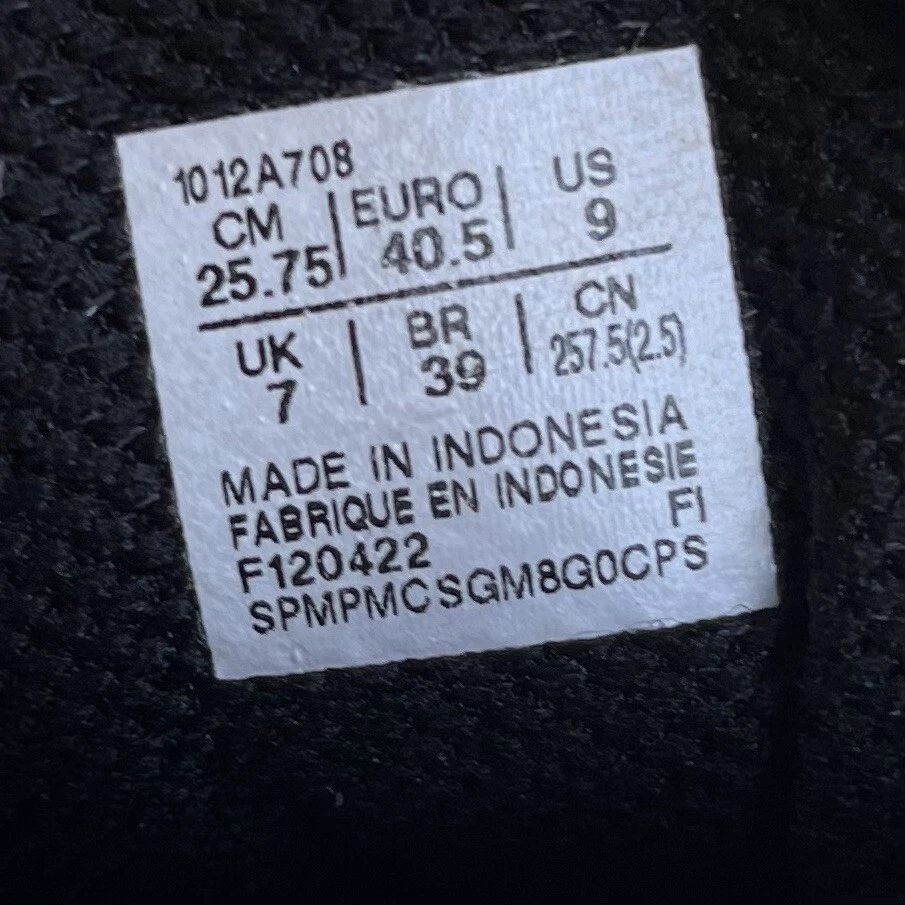 1012A708
CM | EURO | US
25.75 | 40.5 | 9
UK | BR | CN
7 | 39 | 257.5(2.5)
MADE IN INDONESIA
FABRIQUE EN INDONESIE
FI
F120422
SPMPMCSGM8G0CPS